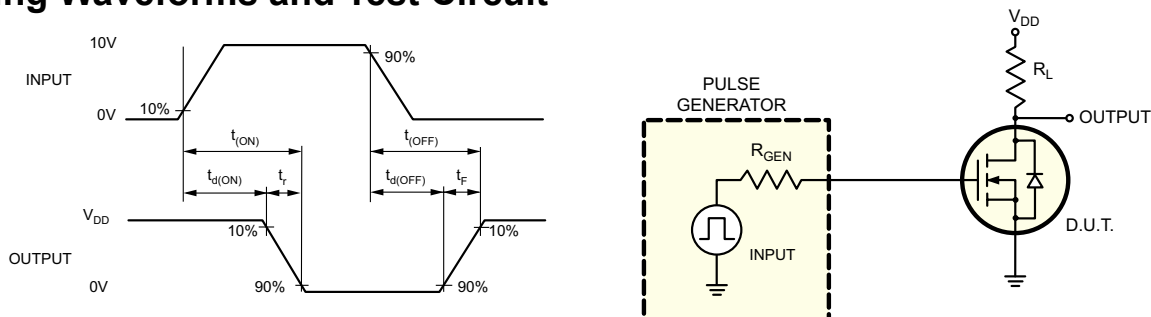 ng Waveforms and Test Circuit
10V
INPUT
0V
10%
90%
t(ON)
t(OFF)
td(ON)
tr
td(OFF)
tF
VDD
OUTPUT
0V
10%
90%
10%
90%
PULSE
GENERATOR
RGEN
INPUT
VDD
RL
OUTPUT
D.U.T.